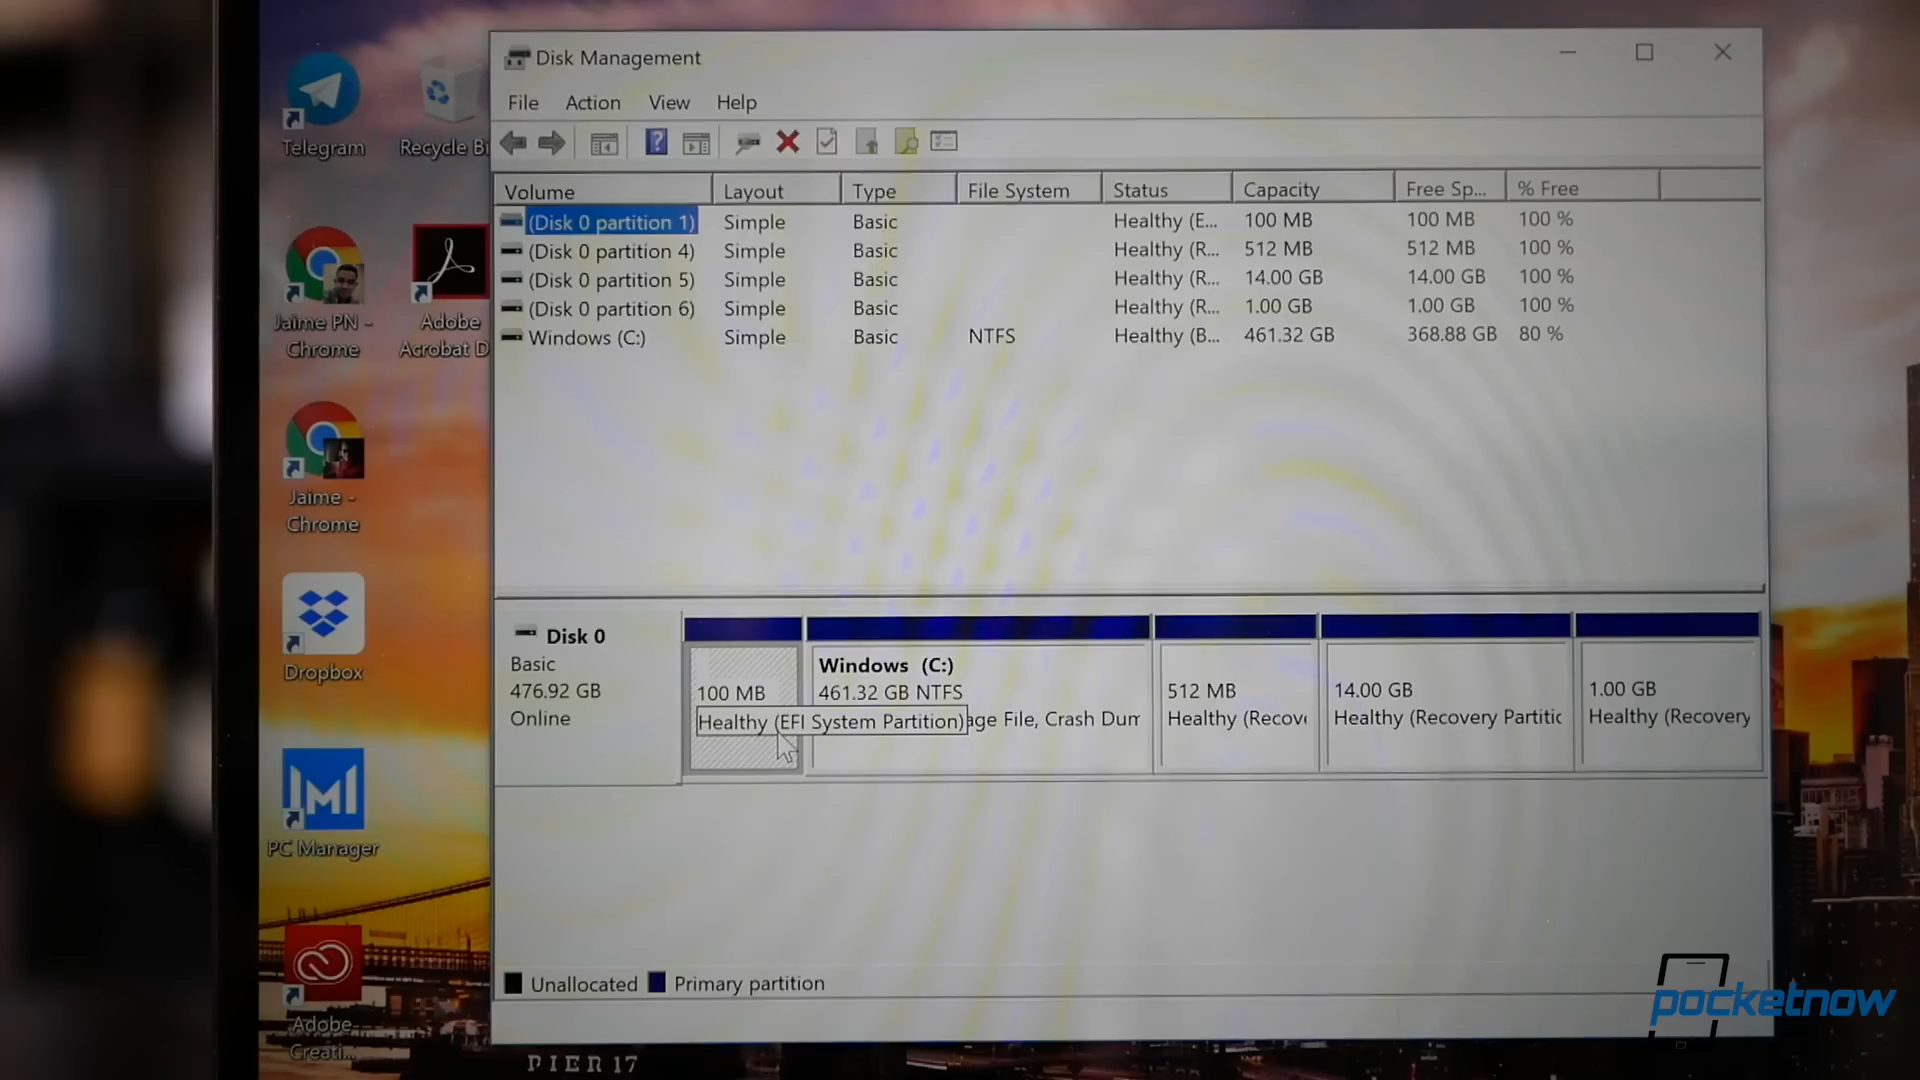 Disk Management
File Action View Help
Volume Layout Type File System Status Capacity Free Sp... % Free
(Disk 0 partition 1) Simple Basic Healthy (E... 100 MB 100 MB 100 %
(Disk 0 partition 4) Simple Basic Healthy (R... 512 MB 512 MB 100 %
(Disk 0 partition 5) Simple Basic Healthy (R... 14.00 GB 14.00 GB 100 %
(Disk 0 partition 6) Simple Basic Healthy (R... 1.00 GB 1.00 GB 100 %
Windows (C:) Simple Basic NTFS Healthy (B... 461.32 GB 368.88 GB 80 %
Disk 0
Basic
476.92 GB
Online
100 MB
Healthy (EFI System Partition)
Windows (C:)
461.32 GB NTFS
age File, Crash Dum
512 MB
Healthy (Recov
14.00 GB
Healthy (Recovery Partitic
1.00 GB
Healthy (Recovery
Unallocated Primary partition
Telegram
Recycle Bi
Jaime PN -
Chrome
Adobe
Acrobat D
Jaime -
Chrome
Dropbox
PC Manager
Adobe
Creati...
PIER 17
pocketnow